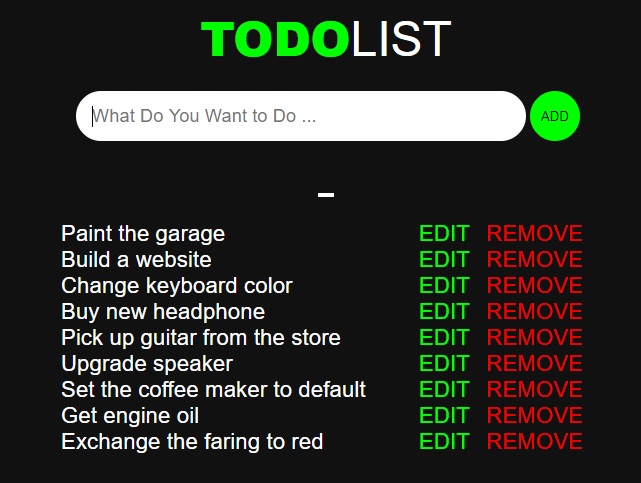 TODOLIST
What Do You Want to Do ... ADD
–
Paint the garage EDIT REMOVE
Build a website EDIT REMOVE
Change keyboard color EDIT REMOVE
Buy new headphone EDIT REMOVE
Pick up guitar from the store EDIT REMOVE
Upgrade speaker EDIT REMOVE
Set the coffee maker to default EDIT REMOVE
Get engine oil EDIT REMOVE
Exchange the faring to red EDIT REMOVE